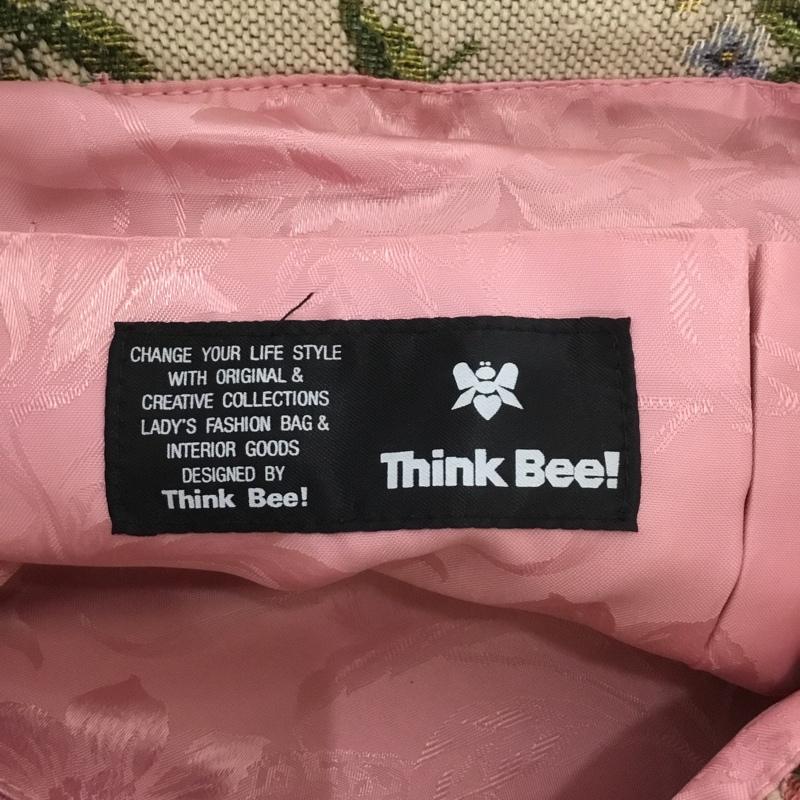 CHANGE YOUR LIFE STYLE
WITH ORIGINAL &
CREATIVE COLLECTIONS
LADY'S FASHION BAG &
INTERIOR GOODS
DESIGNED BY
Think Bee!
Think Bee!